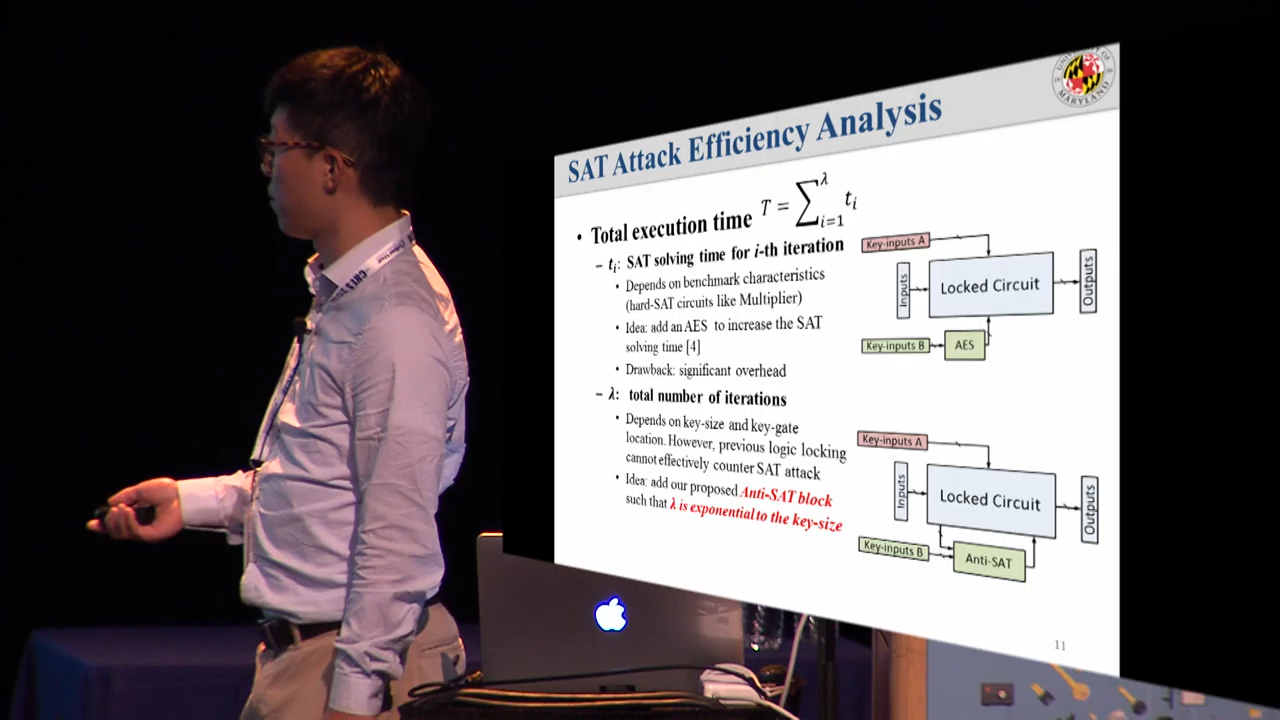 UNIVERSITY OF
MARYLAND
SAT Attack Efficiency Analysis
• Total execution time T = ∑_{i=1}^{λ} t_i
– t_i: SAT solving time for i-th iteration
• Depends on benchmark characteristics
(hard-SAT circuits like Multiplier)
• Idea: add an AES to increase the SAT
solving time [4]
• Drawback: significant overhead
– λ: total number of iterations
• Depends on key-size and key-gate
location. However, previous logic locking
cannot effectively counter SAT attack
• Idea: add our proposed Anti-SAT block
such that λ is exponential to the key-size
Key-inputs A
Inputs
Locked Circuit
Outputs
Key-inputs B
AES
Key-inputs A
Inputs
Locked Circuit
Outputs
Key-inputs B
Anti-SAT
11